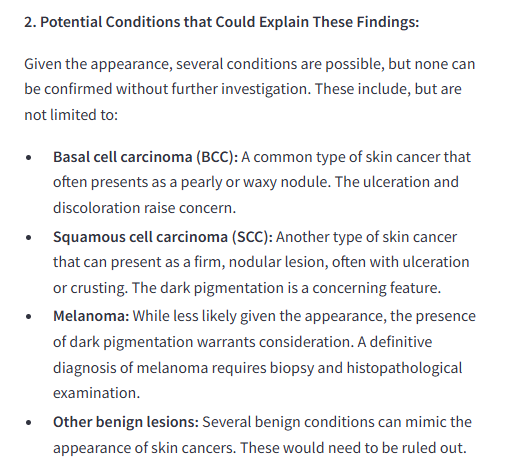 2. Potential Conditions that Could Explain These Findings:
Given the appearance, several conditions are possible, but none can
be confirmed without further investigation. These include, but are
not limited to:
• Basal cell carcinoma (BCC): A common type of skin cancer that
often presents as a pearly or waxy nodule. The ulceration and
discoloration raise concern.
• Squamous cell carcinoma (SCC): Another type of skin cancer
that can present as a firm, nodular lesion, often with ulceration
or crusting. The dark pigmentation is a concerning feature.
• Melanoma: While less likely given the appearance, the presence
of dark pigmentation warrants consideration. A definitive
diagnosis of melanoma requires biopsy and histopathological
examination.
• Other benign lesions: Several benign conditions can mimic the
appearance of skin cancers. These would need to be ruled out.